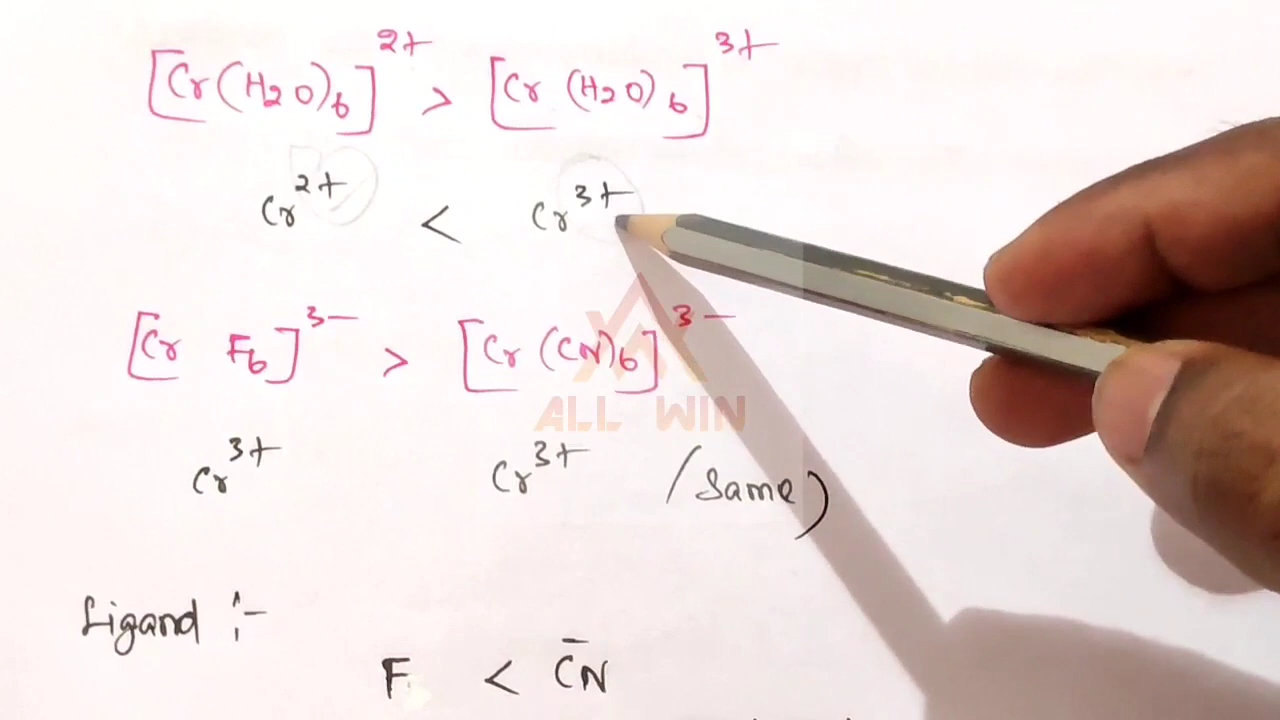 [Cr(H2O)6]2+ > [Cr (H2O)6]3+
Cr2+ < Cr3+
[Cr F6]3- > [Cr (CN)6]3-
ALL WIN
Cr3+ Cr3+ (Same)
Ligand :-
F < C̅N